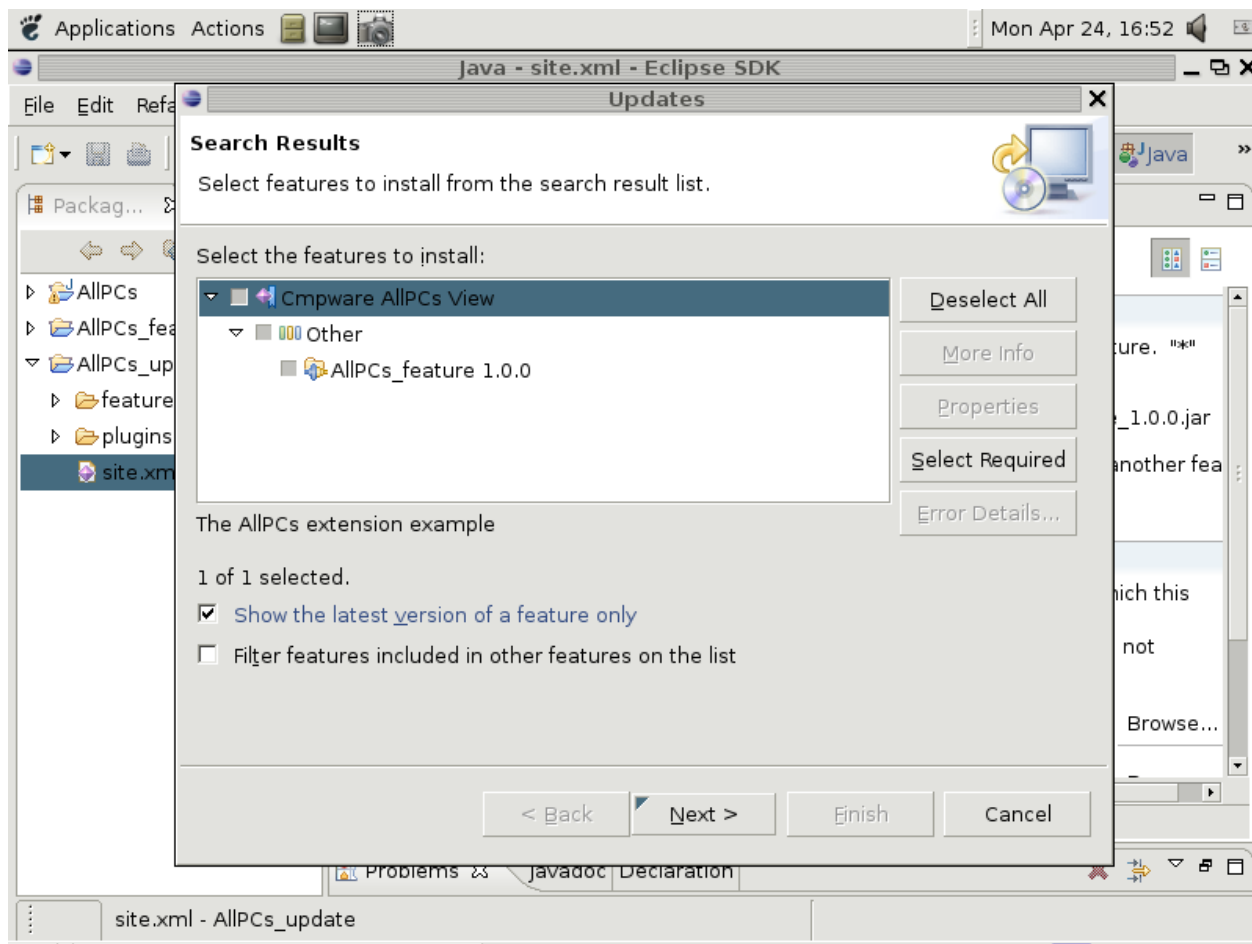 Applications Actions Mon Apr 24, 16:52
Java - site.xml - Eclipse SDK
File Edit Refa
Updates
Search Results
Select features to install from the search result list.
Java »
Packag...
Select the features to install:
AllPCs
AllPCs_fea
AllPCs_up
feature
plugins
site.xm
Cmpware AllPCs View
Other
AllPCs_feature 1.0.0
Deselect All
More Info
Properties
Select Required
Error Details...
ture. "*"
e_1.0.0.jar
another fea
The AllPCs extension example
1 of 1 selected.
Show the latest version of a feature only
Filter features included in other features on the list
hich this
not
Browse...
< Back Next > Finish Cancel
Problems Javadoc Declaration
site.xml - AllPCs_update